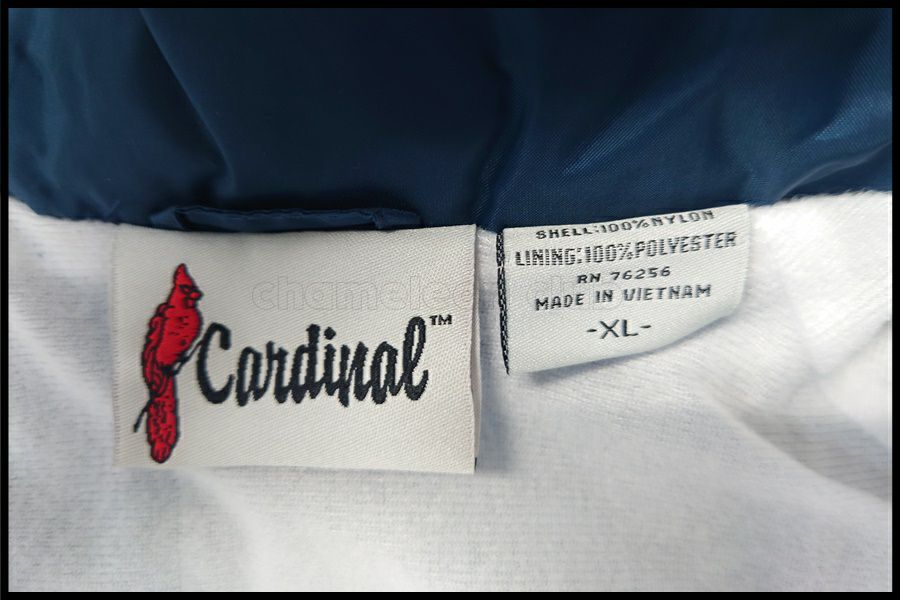 Cardinal™
SHELL:100%NYLON
LINING:100%POLYESTER
RN 76256
MADE IN VIETNAM
-XL-